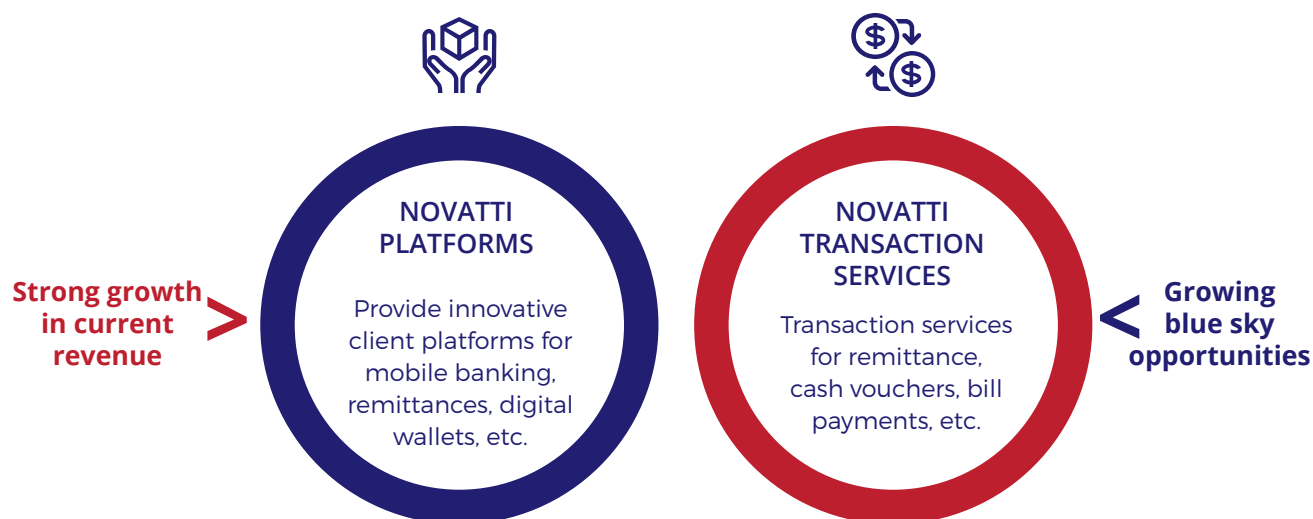 Strong growth
in current
revenue
>
NOVATTI
PLATFORMS
Provide innovative
client platforms for
mobile banking,
remittances, digital
wallets, etc.
$
$
NOVATTI
TRANSACTION
SERVICES
Transaction services
for remittance,
cash vouchers, bill
payments, etc.
<
Growing
blue sky
opportunities